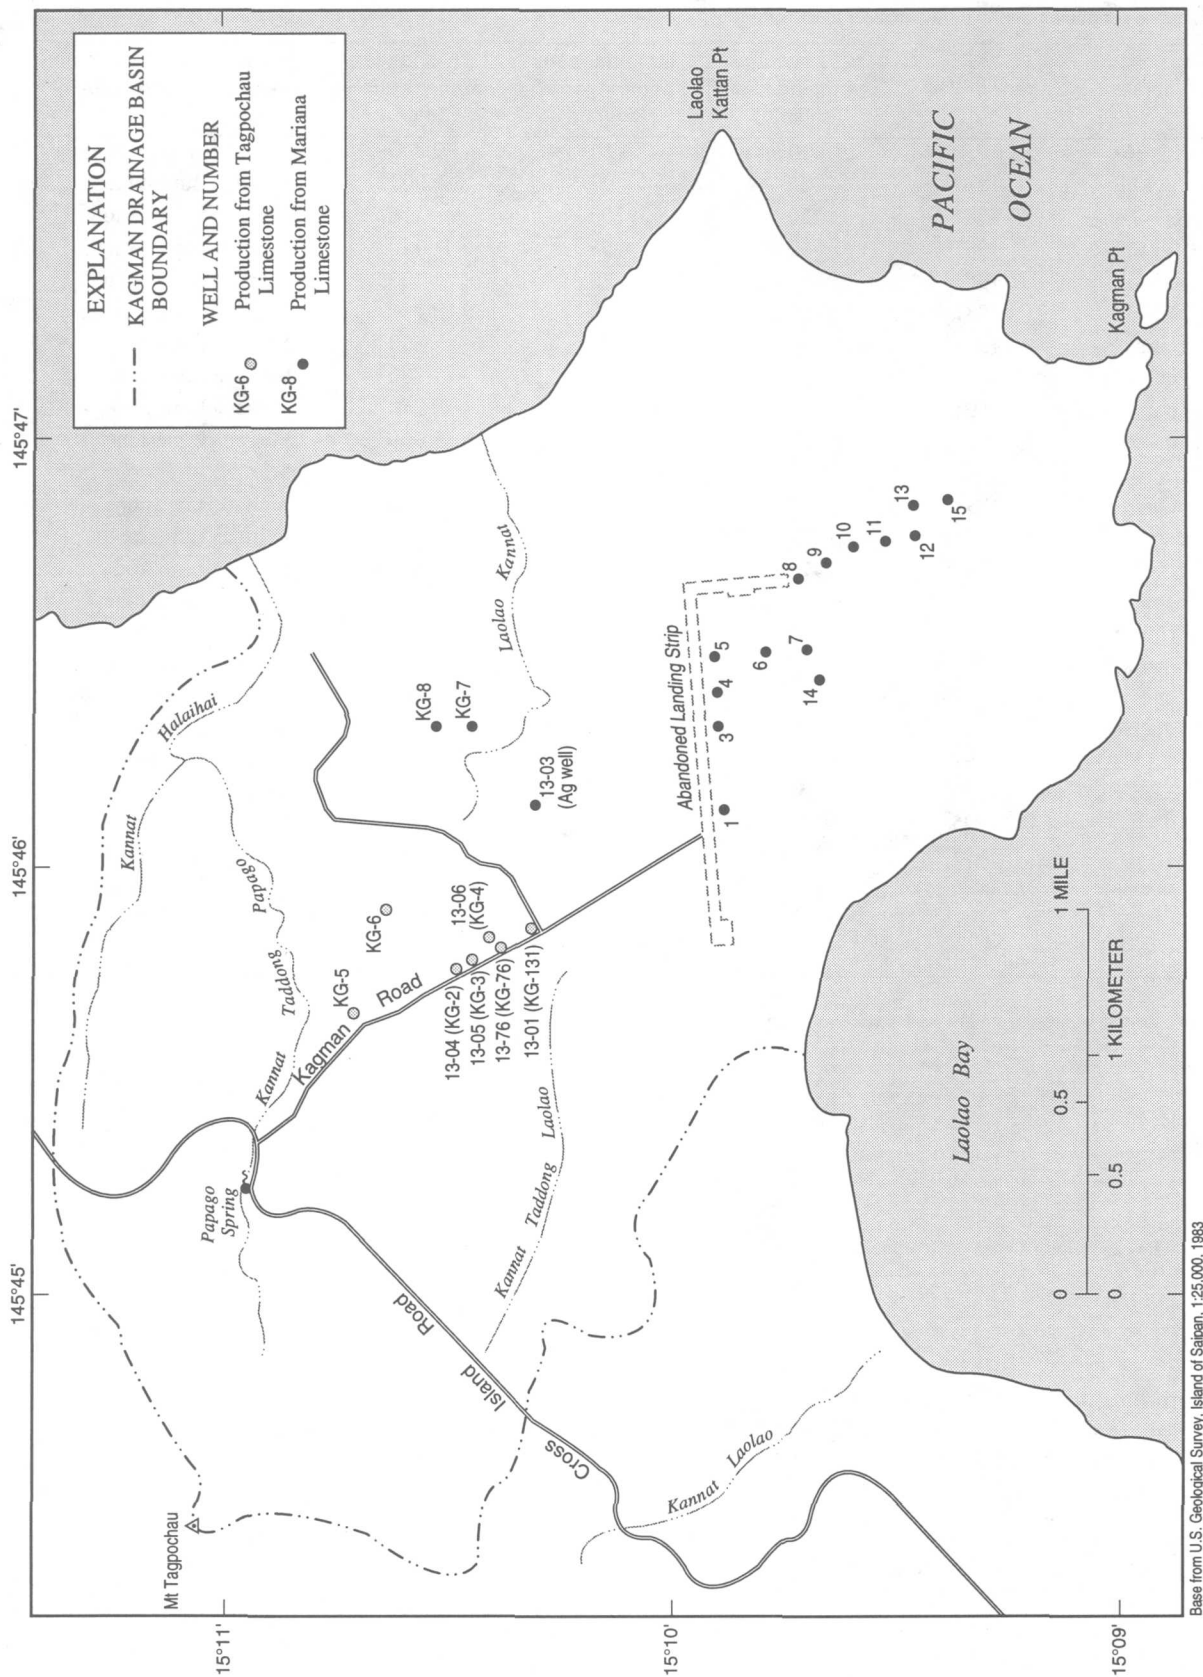 145°45'
145°46'
145°47'
15°11'
15°10'
15°09'
EXPLANATION
KAGMAN DRAINAGE BASIN
BOUNDARY
WELL AND NUMBER
KG-6
Production from Tagpochau
Limestone
KG-8
Production from Mariana
Limestone
Mt Tagpochau
Papago
Spring
Kannat
Taddong
Papago
Kannat
Halaihai
Kagman
Road
KG-5
KG-6
13-04 (KG-2)
13-05 (KG-3)
13-76 (KG-76)
13-01 (KG-131)
13-06
(KG-4)
KG-8
KG-7
13-03
(Ag well)
Laolao
Kannat
Cross
Island
Road
Kannat
Taddong
Laolao
Kannat
Laolao
Abandoned Landing Strip
1
3
4
5
6
7
14
8
9
10
11
12
13
15
Laolao
Kattan Pt
PACIFIC
OCEAN
Kagman Pt
Laolao Bay
0
0.5
1 MILE
0
0.5
1 KILOMETER
Base from U.S. Geological Survey, Island of Saipan, 1:25,000, 1983